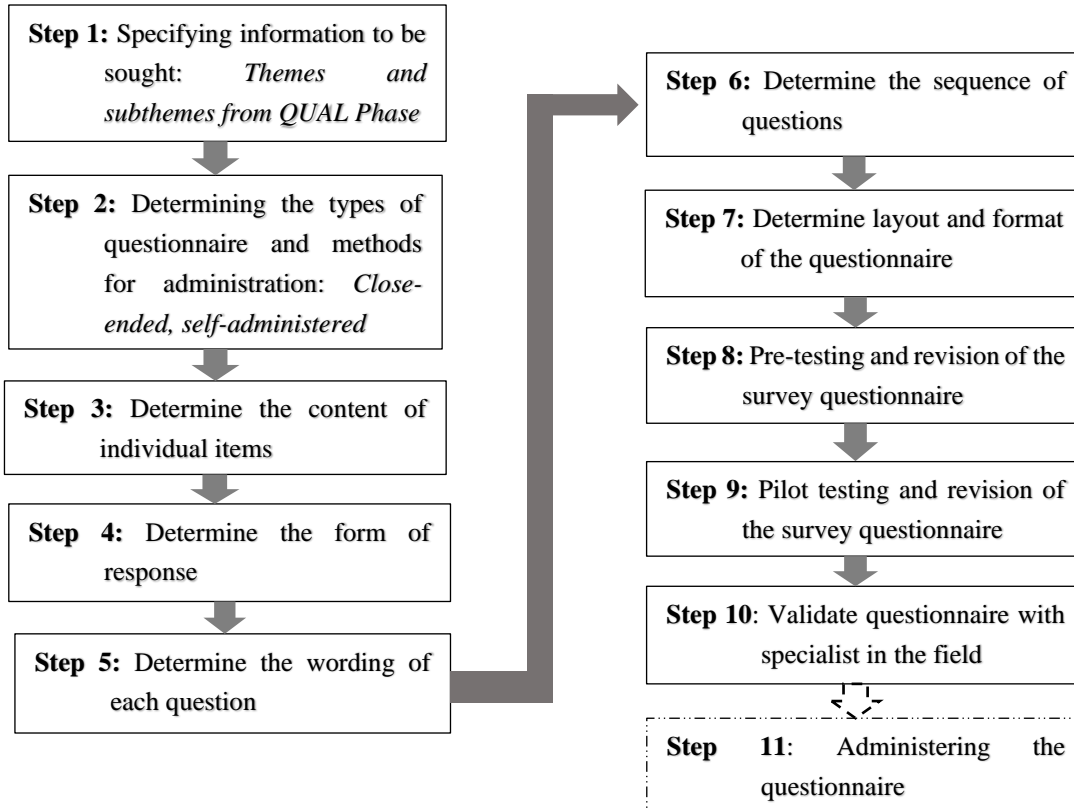 Step 1: Specifying information to be
sought: Themes and
subthemes from QUAL Phase
Step 2: Determining the types of
questionnaire and methods
for administration: Close-
ended, self-administered
Step 3: Determine the content of
individual items
Step 4: Determine the form of
response
Step 5: Determine the wording of
each question
Step 6: Determine the sequence of
questions
Step 7: Determine layout and format
of the questionnaire
Step 8: Pre-testing and revision of the
survey questionnaire
Step 9: Pilot testing and revision of
the survey questionnaire
Step 10: Validate questionnaire with
specialist in the field
Step 11: Administering the
questionnaire